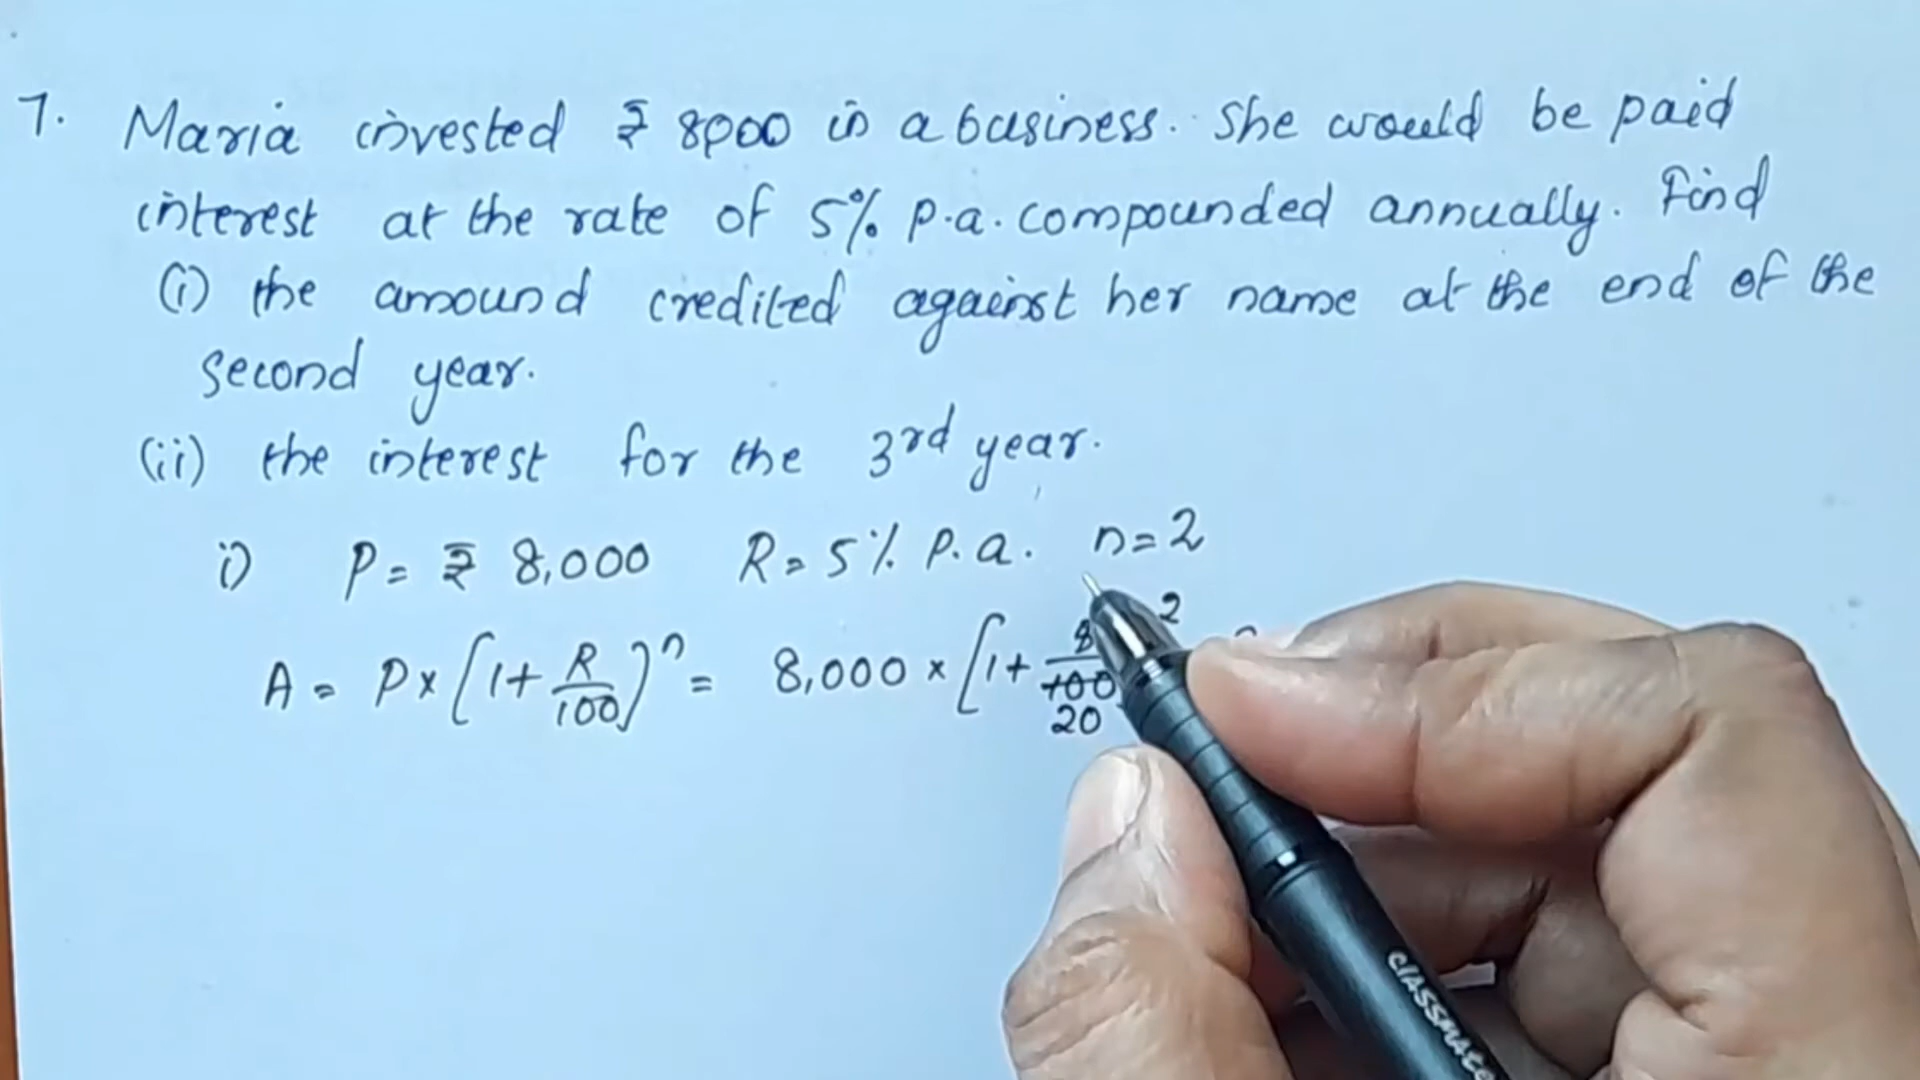 7. Maria invested ₹ 8000 in a business. She would be paid
interest at the rate of 5% p.a. compounded annually. Find
(i) the amound credited against her name at the end of the
second year.
(ii) the interest for the 3rd year.
i) P = ₹ 8,000 R = 5% P.a. n=2
A = P x [1 + R/100]^n = 8,000 x [1 + /100 20 2
CLASSMATE